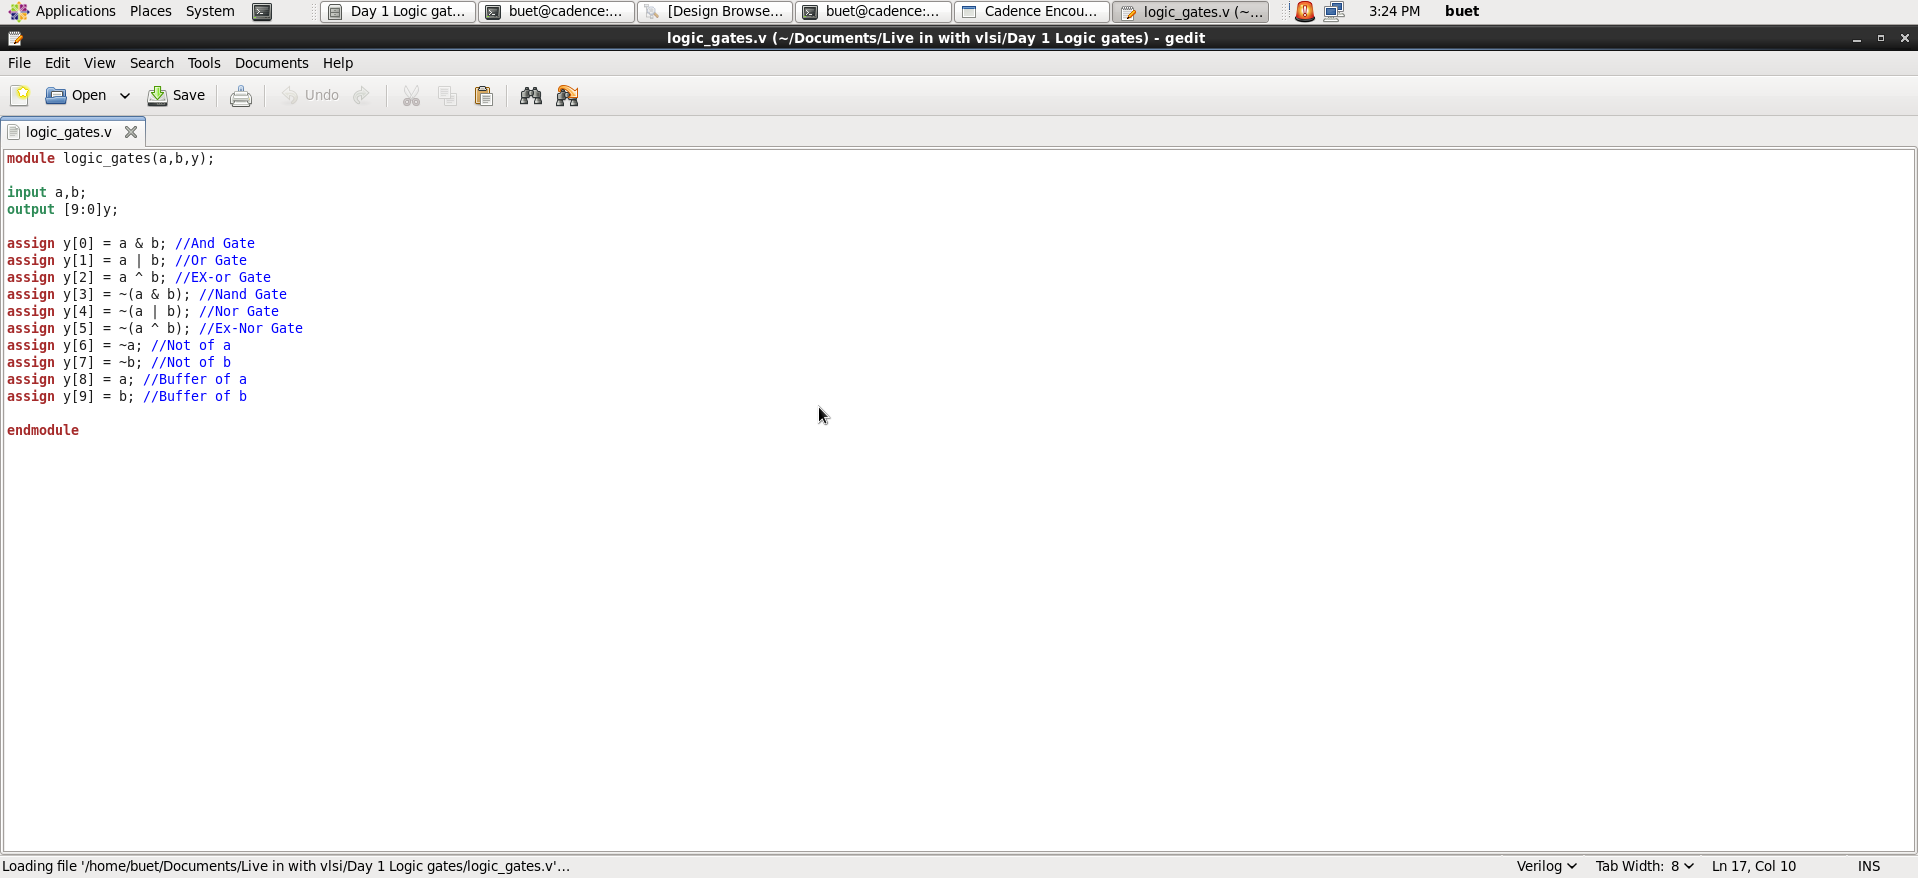 Applications Places System Day 1 Logic gat... buet@cadence:... [Design Browse... buet@cadence:... Cadence Encou... logic_gates.v (~... 3:24 PM buet
logic_gates.v (~/Documents/Live in with vlsi/Day 1 Logic gates) - gedit
File Edit View Search Tools Documents Help
Open Save Undo
logic_gates.v
module logic_gates(a,b,y);
input a,b;
output [9:0]y;
assign y[0] = a & b; //And Gate
assign y[1] = a | b; //Or Gate
assign y[2] = a ^ b; //EX-or Gate
assign y[3] = ~(a & b); //Nand Gate
assign y[4] = ~(a | b); //Nor Gate
assign y[5] = ~(a ^ b); //Ex-Nor Gate
assign y[6] = ~a; //Not of a
assign y[7] = ~b; //Not of b
assign y[8] = a; //Buffer of a
assign y[9] = b; //Buffer of b
endmodule
Loading file '/home/buet/Documents/Live in with vlsi/Day 1 Logic gates/logic_gates.v'... Verilog Tab Width: 8 Ln 17, Col 10 INS